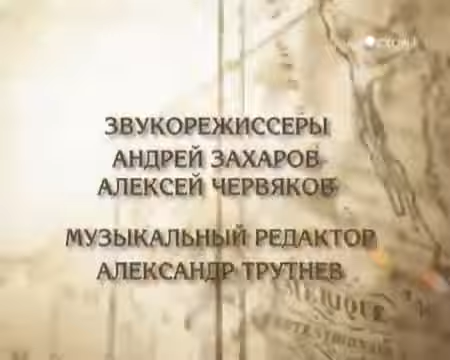 ЗВУКОРЕЖИССЕРЫ
АНДРЕЙ ЗАХАРОВ
АЛЕКСЕЙ ЧЕРВЯКОВ
МУЗЫКАЛЬНЫЙ РЕДАКТОР
АЛЕКСАНДР ТРУТНЕВ